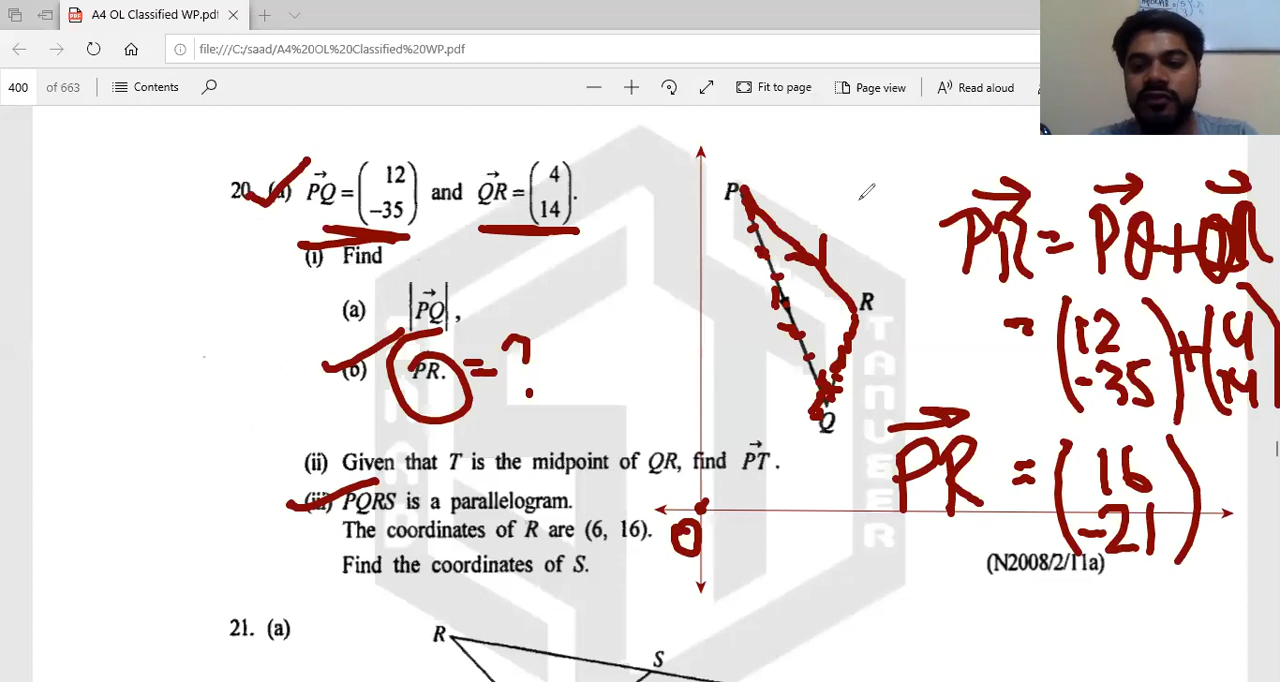 A4 OL Classified WP.pdf
file:///C:/saad/A4%20OL%20Classified%20WP.pdf
400 of 663 Contents Fit to page Page view Read aloud
20. (a) PQ = (12 -35) and QR = (4 14).
(i) Find
(a) |PQ|,
(b) PR. = ?
(ii) Given that T is the midpoint of QR, find PT.
(iii) PQRS is a parallelogram.
The coordinates of R are (6, 16).
Find the coordinates of S.
(N2008/2/11a)
P
R
Q
O
PR = PQ + QR
= (12 -35) + (4 14)
PR = (16 -21)
TANVEER
21. (a)
R
S